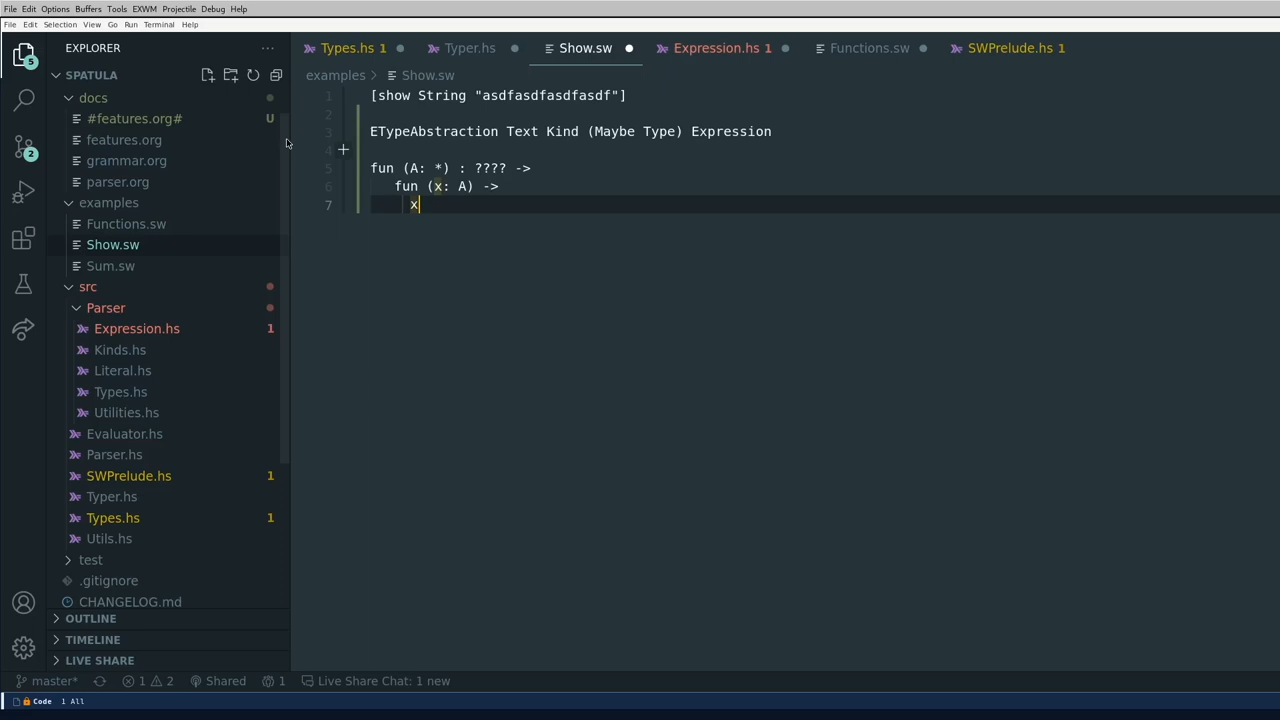 File Edit Options Buffers Tools EXWM Projectile Debug Help
File Edit Selection View Go Run Terminal Help
EXPLORER
SPATULA
docs
#features.org# U
features.org
grammar.org
parser.org
examples
Functions.sw
Show.sw
Sum.sw
src
Parser
Expression.hs 1
Kinds.hs
Literal.hs
Types.hs
Utilities.hs
Evaluator.hs
Parser.hs
SWPrelude.hs 1
Typer.hs
Types.hs 1
Utils.hs
test
.gitignore
CHANGELOG.md
OUTLINE
TIMELINE
LIVE SHARE
5
2
Types.hs 1 Typer.hs Show.sw Expression.hs 1 Functions.sw SWPrelude.hs 1
examples > Show.sw
1 [show String "asdfasdfasdfasdf"]
2
3 ETypeAbstraction Text Kind (Maybe Type) Expression
4
5 fun (A: *) : ???? ->
6 fun (x: A) ->
7 x
master* 1 2 Shared 1 Live Share Chat: 1 new
Code 1 All